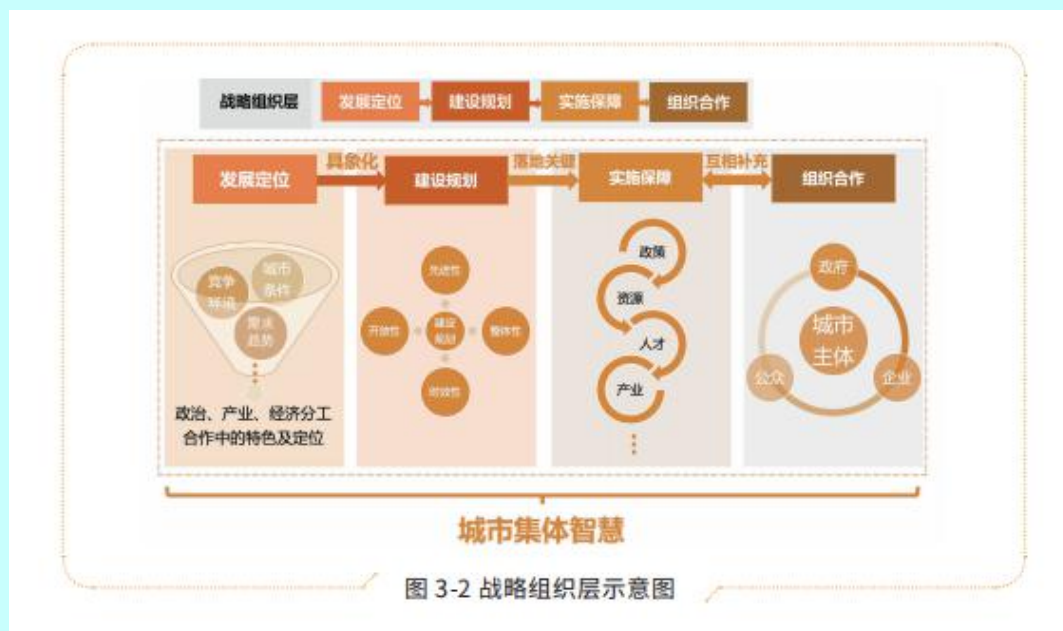 战略组织层 发展定位 建设规划 实施保障 组织合作
具象化 落地关键 互相补充
发展定位 建设规划 实施保障 组织合作
竞争
环境
城市
条件
需求
趋势
政治、产业、经济分工
合作中的特色及定位
先进性
开放性
建设
规划
整体性
时效性
政策
资源
人才
产业
政府
城市
主体
公众
企业
城市集体智慧
图 3-2 战略组织层示意图